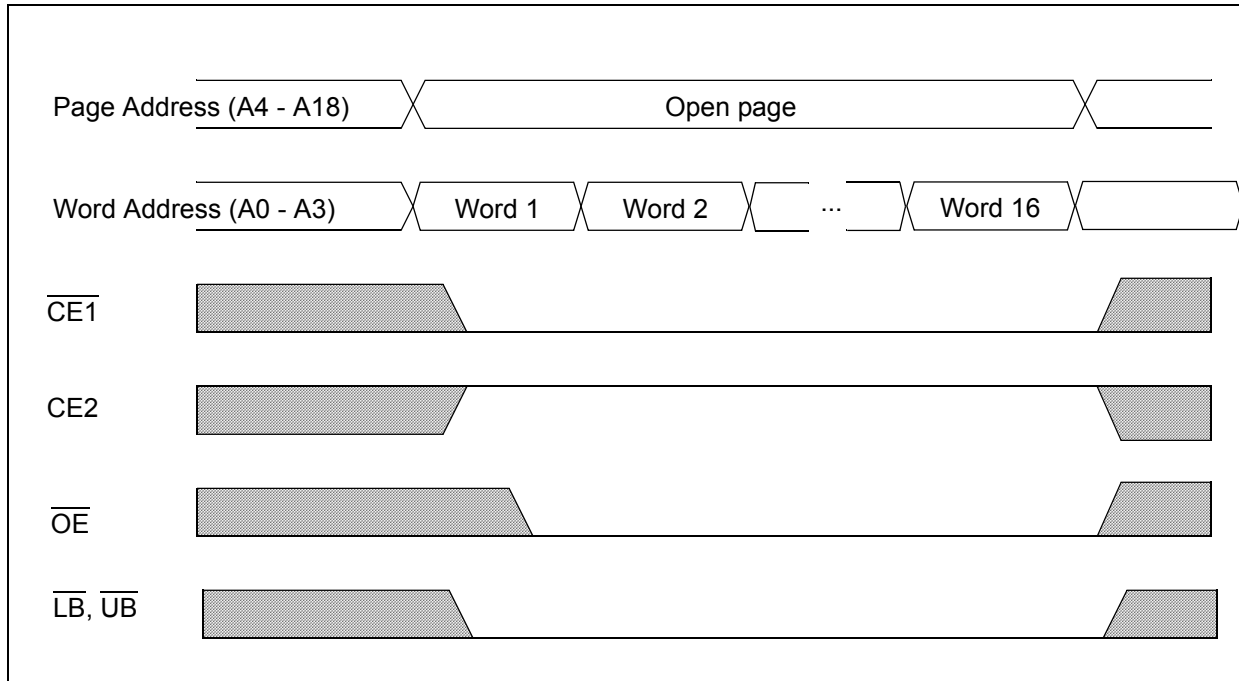 Page Address (A4 - A18)
Open page
Word Address (A0 - A3)
Word 1
Word 2
...
Word 16
CE1
CE2
OE
LB, UB